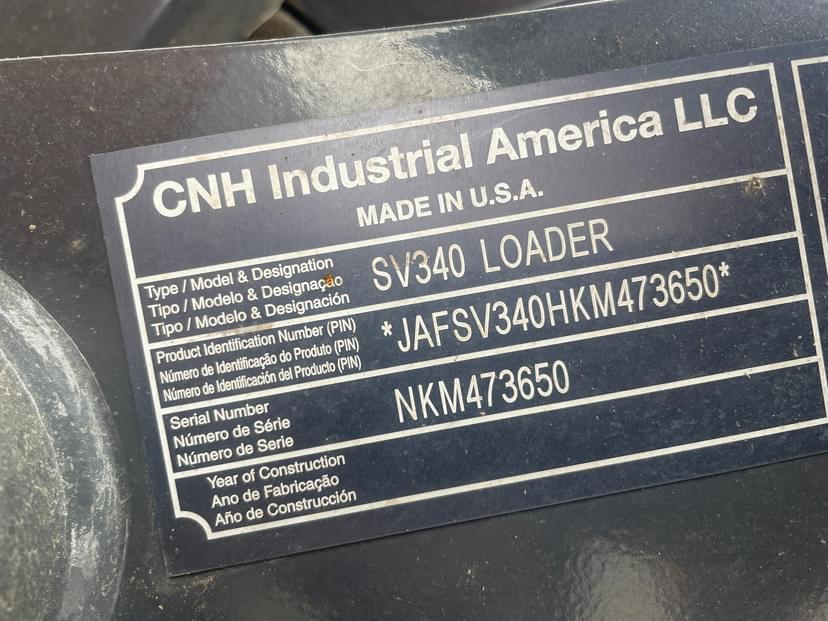 CNH Industrial America LLC
MADE IN U.S.A.
Type / Model & Designation
Tipo / Modelo & Designação
Tipo / Modelo & Designación
SV340 LOADER
Product Identification Number (PIN)
Número de Identificação do Produto (PIN)
Número de Identificación del Producto (PIN)
*JAFSV340HKM473650*
Serial Number
Número de Série
Número de Serie
NKM473650
Year of Construction
Ano de Fabricação
Año de Construcción